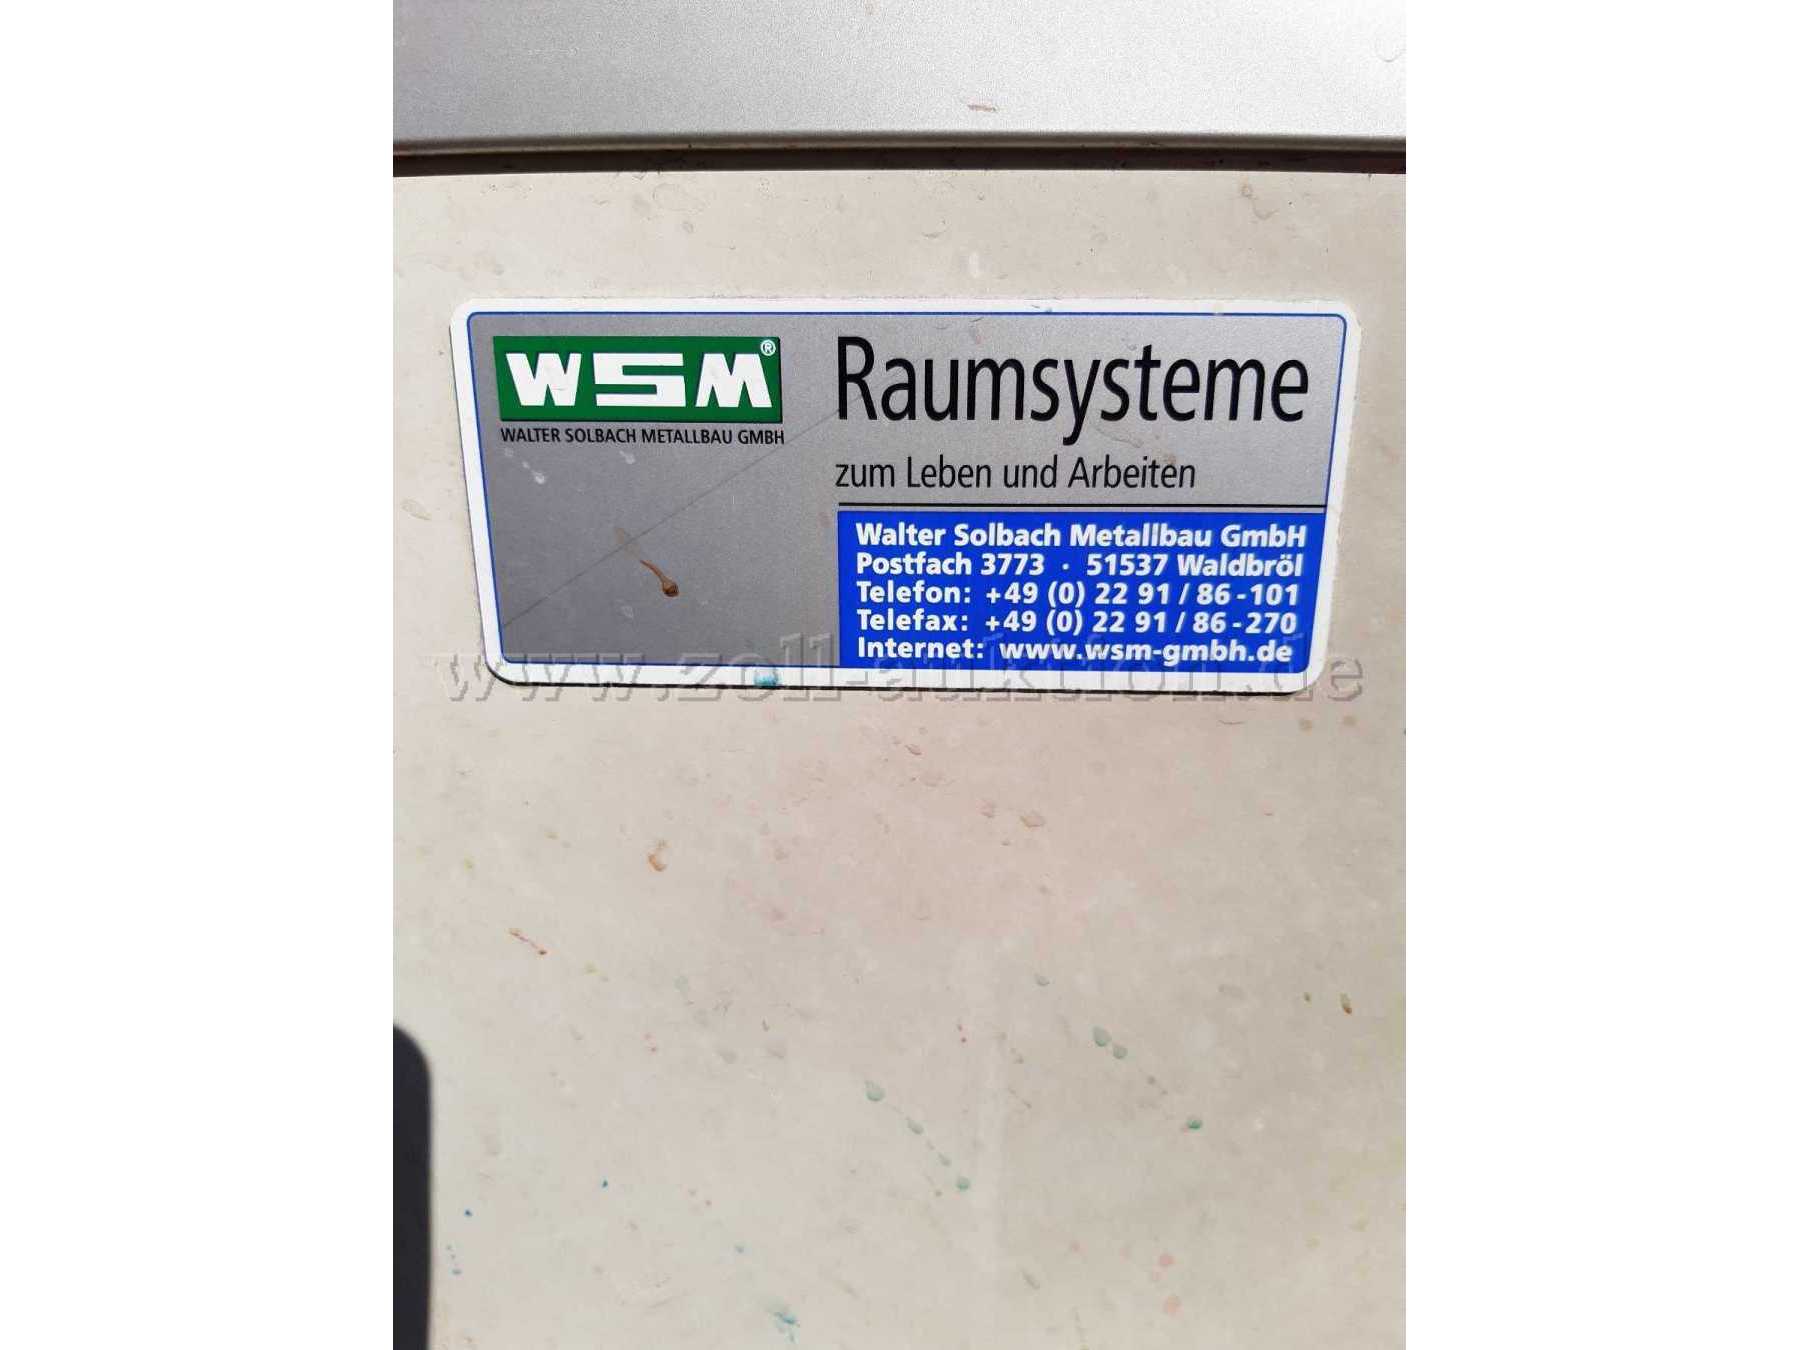 WSM®
WALTER SOLBACH METALLBAU GMBH
Raumsysteme
zum Leben und Arbeiten
Walter Solbach Metallbau GmbH
Postfach 3773 · 51537 Waldbröl
Telefon: +49 (0) 22 91 / 86-101
Telefax: +49 (0) 22 91 / 86-270
Internet: www.wsm-gmbh.de
www.zoll-auktion.de